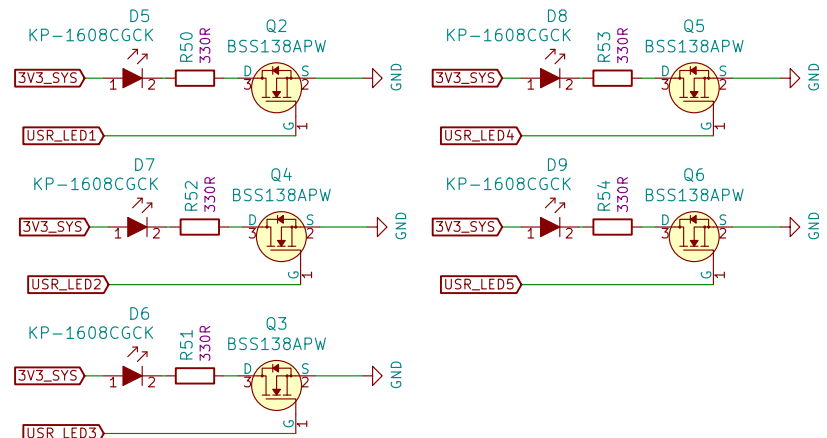 D5
KP-1608CGCK
R50
330R
Q2
BSS138APW
3V3_SYS
1
2
D
3
S
2
GND
G
1
USR_LED1
D8
KP-1608CGCK
R53
330R
Q5
BSS138APW
3V3_SYS
1
2
D
3
S
2
GND
G
1
USR_LED4
D7
KP-1608CGCK
R52
330R
Q4
BSS138APW
3V3_SYS
1
2
D
3
S
2
GND
G
1
USR_LED2
D9
KP-1608CGCK
R54
330R
Q6
BSS138APW
3V3_SYS
1
2
D
3
S
2
GND
G
1
USR_LED5
D6
KP-1608CGCK
R51
330R
Q3
BSS138APW
3V3_SYS
1
2
D
3
S
2
GND
G
1
USR_LED3